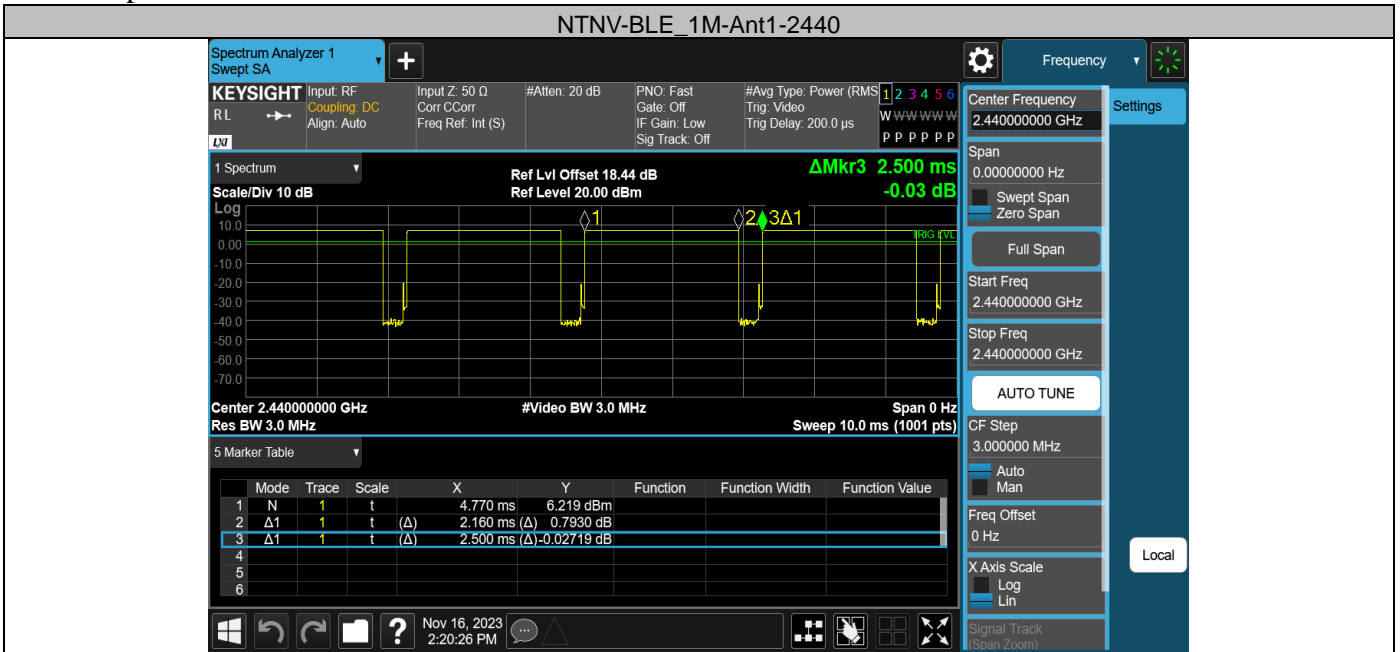 NTNV-BLE_1M-Ant1-2440
Spectrum Analyzer 1
Swept SA
+
Frequency
KEYSIGHT
RL
LXI
Input: RF
Coupling: DC
Align: Auto
Input Z: 50 Ω
Corr CCorr
Freq Ref: Int (S)
#Atten: 20 dB
PNO: Fast
Gate: Off
IF Gain: Low
Sig Track: Off
#Avg Type: Power (RMS
Trig: Video
Trig Delay: 200.0 µs
1 2 3 4 5 6
W W W W W W
P P P P P P
1 Spectrum
Scale/Div 10 dB
Ref Lvl Offset 18.44 dB
Ref Level 20.00 dBm
ΔMkr3 2.500 ms
-0.03 dB
Log
10.0
0.00
-10.0
-20.0
-30.0
-40.0
-50.0
-60.0
-70.0
1
2
3Δ1
TRIG LVL
Center 2.440000000 GHz
#Video BW 3.0 MHz
Span 0 Hz
Res BW 3.0 MHz
Sweep 10.0 ms (1001 pts)
5 Marker Table
Mode Trace Scale X Y Function Function Width Function Value
1 N 1 t 4.770 ms 6.219 dBm
2 Δ1 1 t (Δ) 2.160 ms (Δ) 0.7930 dB
3 Δ1 1 t (Δ) 2.500 ms (Δ)-0.02719 dB
4
5
6
Center Frequency
2.440000000 GHz
Span
0.00000000 Hz
Swept Span
Zero Span
Full Span
Start Freq
2.440000000 GHz
Stop Freq
2.440000000 GHz
AUTO TUNE
CF Step
3.000000 MHz
Auto
Man
Freq Offset
0 Hz
X Axis Scale
Log
Lin
Signal Track
(Span Zoom)
Settings
Local
?
Nov 16, 2023
2:20:26 PM